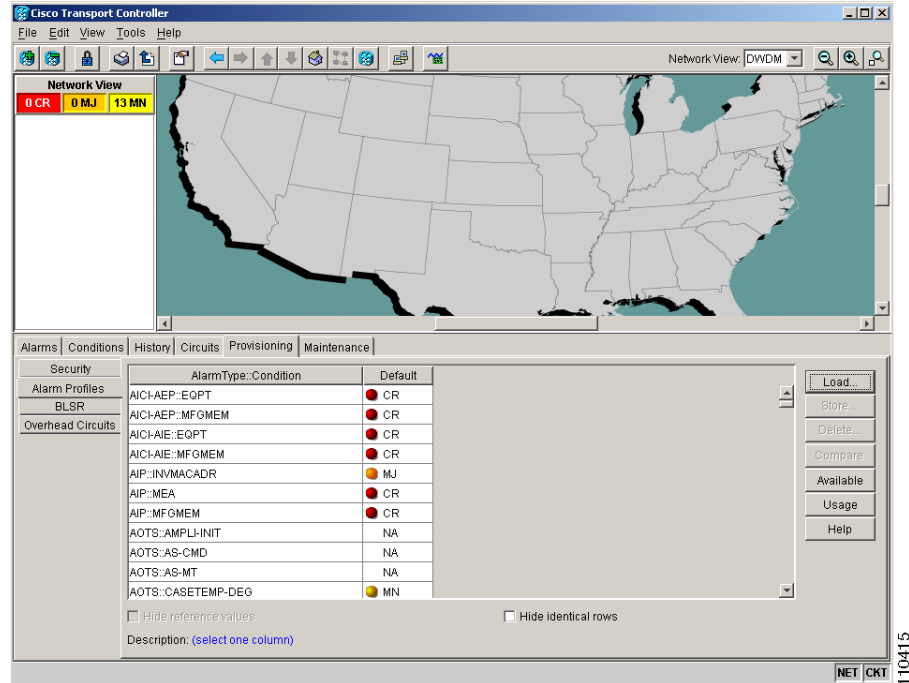 Cisco Transport Controller
File Edit View Tools Help
Network View: DWDM
Network View
0 CR 0 MJ 13 MN
Alarms Conditions History Circuits Provisioning Maintenance
Security
Alarm Profiles
BLSR
Overhead Circuits
AlarmType::Condition Default
AICI-AEP::EQPT CR
AICI-AEP::MFGMEM CR
AICI-AIE::EQPT CR
AICI-AIE::MFGMEM CR
AIP::INVMACADR MJ
AIP::MEA CR
AIP::MFGMEM CR
AOTS::AMPLI-INIT NA
AOTS::AS-CMD NA
AOTS::AS-MT NA
AOTS::CASETEMP-DEG MN
Load...
Store...
Delete...
Compare
Available
Usage
Help
Hide reference values Hide identical rows
Description: (select one column)
NET CKT
110415